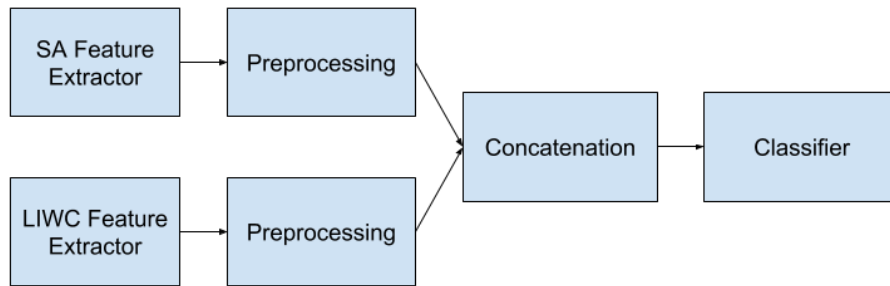 SA Feature
Extractor
Preprocessing
LIWC Feature
Extractor
Preprocessing
Concatenation
Classifier